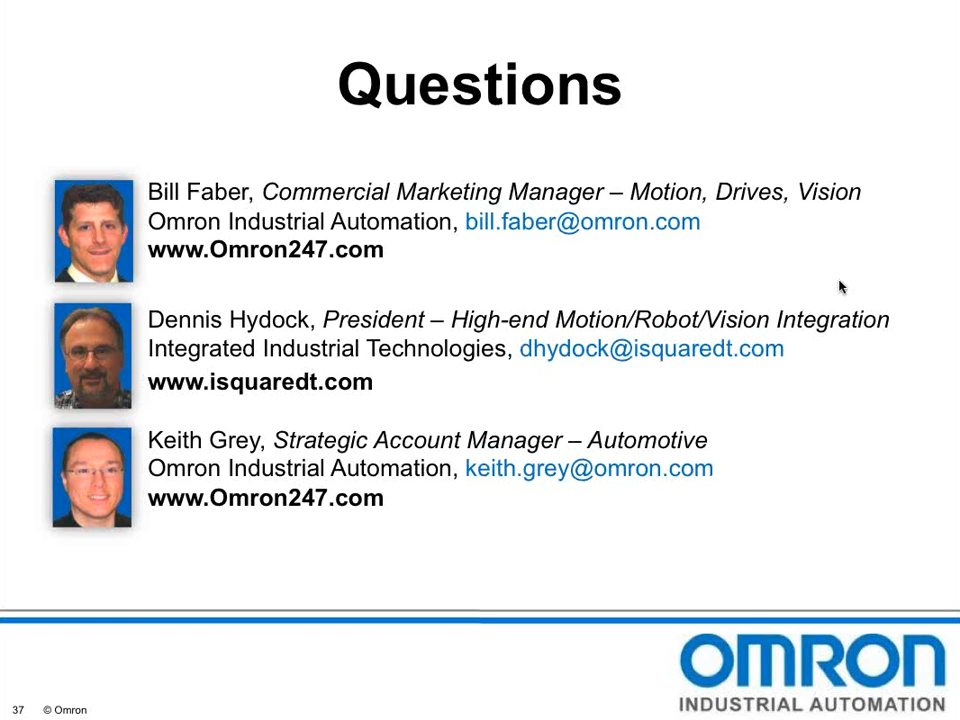 Questions
Bill Faber, Commercial Marketing Manager – Motion, Drives, Vision
Omron Industrial Automation, bill.faber@omron.com
www.Omron247.com
Dennis Hydock, President – High-end Motion/Robot/Vision Integration
Integrated Industrial Technologies, dhydock@isquaredt.com
www.isquaredt.com
Keith Grey, Strategic Account Manager – Automotive
Omron Industrial Automation, keith.grey@omron.com
www.Omron247.com
OMRON
INDUSTRIAL AUTOMATION
37 © Omron